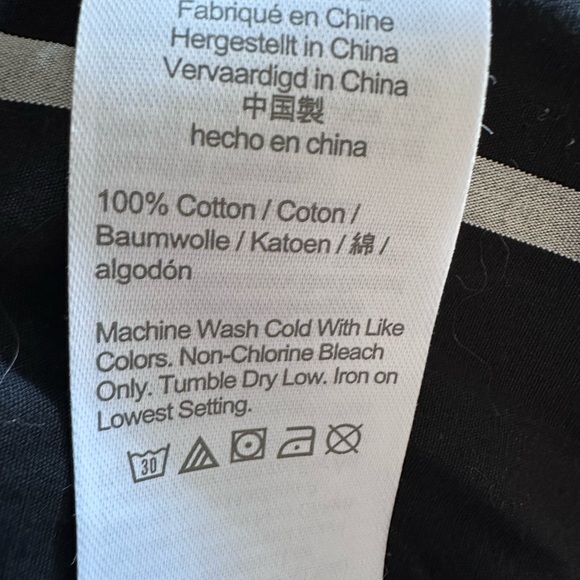 Fabriqué en Chine
Hergestellt in China
Vervaardigd in China
中国製
hecho en china
100% Cotton / Coton /
Baumwolle / Katoen / 綿 /
algodón
Machine Wash Cold With Like
Colors. Non-Chlorine Bleach
Only. Tumble Dry Low. Iron on
Lowest Setting.
30